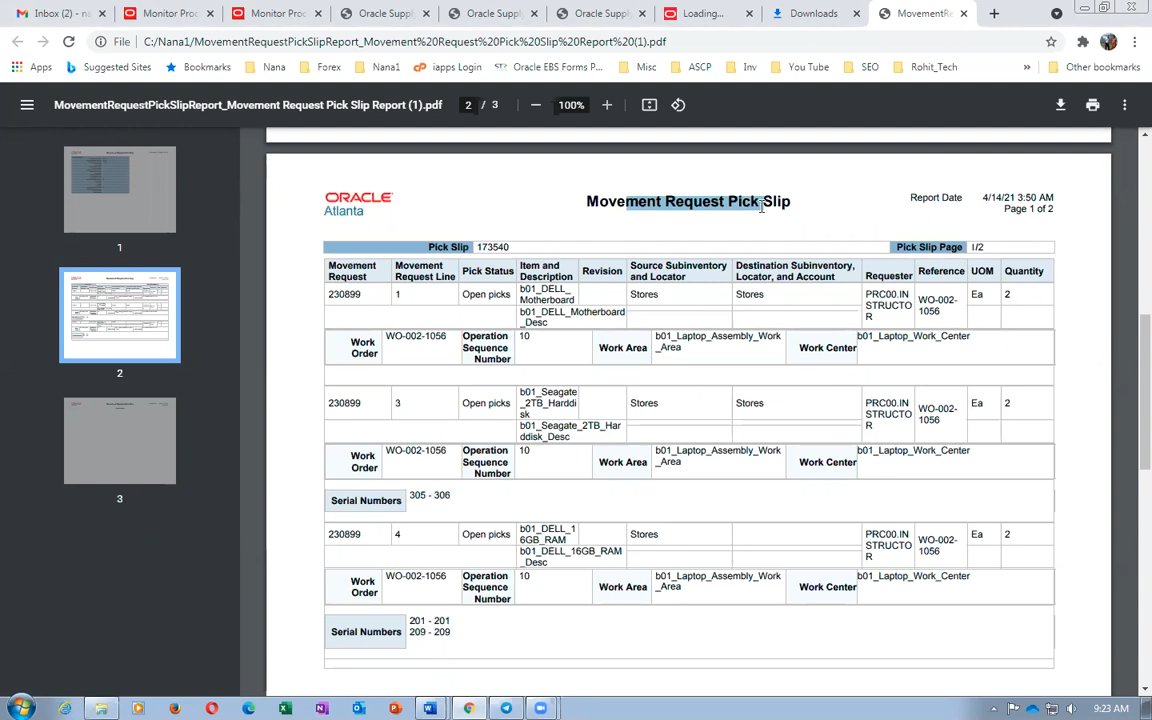 Inbox (2) - nana
Monitor Proc
Monitor Proc
Oracle Supply
Oracle Supply
Oracle Supply
Loading...
Downloads
MovementRe
File C:/Nana1/MovementRequestPickSlipReport_Movement%20Request%20Pick%20Slip%20Report%20(1).pdf
Apps Suggested Sites Bookmarks Nana Forex Nana1 iapps Login Oracle EBS Forms P... Misc ASCP Inv You Tube SEO Rohit_Tech » Other bookmarks
MovementRequestPickSlipReport_Movement Request Pick Slip Report (1).pdf 2 / 3 100%
1
2
3
ORACLE
Atlanta
Movement Request Pick Slip
Report Date 4/14/21 3:50 AM
Page 1 of 2
Pick Slip 173540 Pick Slip Page 1/2
Movement Request Movement Request Line Pick Status Item and Description Revision Source Subinventory and Locator Destination Subinventory, Locator, and Account Requester Reference UOM Quantity
230899 1 Open picks b01_DELL_Motherboard Stores Stores PRC00.INSTRUCTOR WO-002-1056 Ea 2
b01_DELL_Motherboard_Desc
Work Order WO-002-1056 Operation Sequence Number 10 Work Area b01_Laptop_Assembly_Work_Area Work Center b01_Laptop_Work_Center
230899 3 Open picks b01_Seagate_2TB_Harddisk Stores Stores PRC00.INSTRUCTOR WO-002-1056 Ea 2
b01_Seagate_2TB_Harddisk_Desc
Work Order WO-002-1056 Operation Sequence Number 10 Work Area b01_Laptop_Assembly_Work_Area Work Center b01_Laptop_Work_Center
Serial Numbers 305 - 306
230899 4 Open picks b01_DELL_16GB_RAM Stores PRC00.INSTRUCTOR WO-002-1056 Ea 2
b01_DELL_16GB_RAM_Desc
Work Order WO-002-1056 Operation Sequence Number 10 Work Area b01_Laptop_Assembly_Work_Area Work Center b01_Laptop_Work_Center
Serial Numbers 201 - 201
209 - 209
9:23 AM